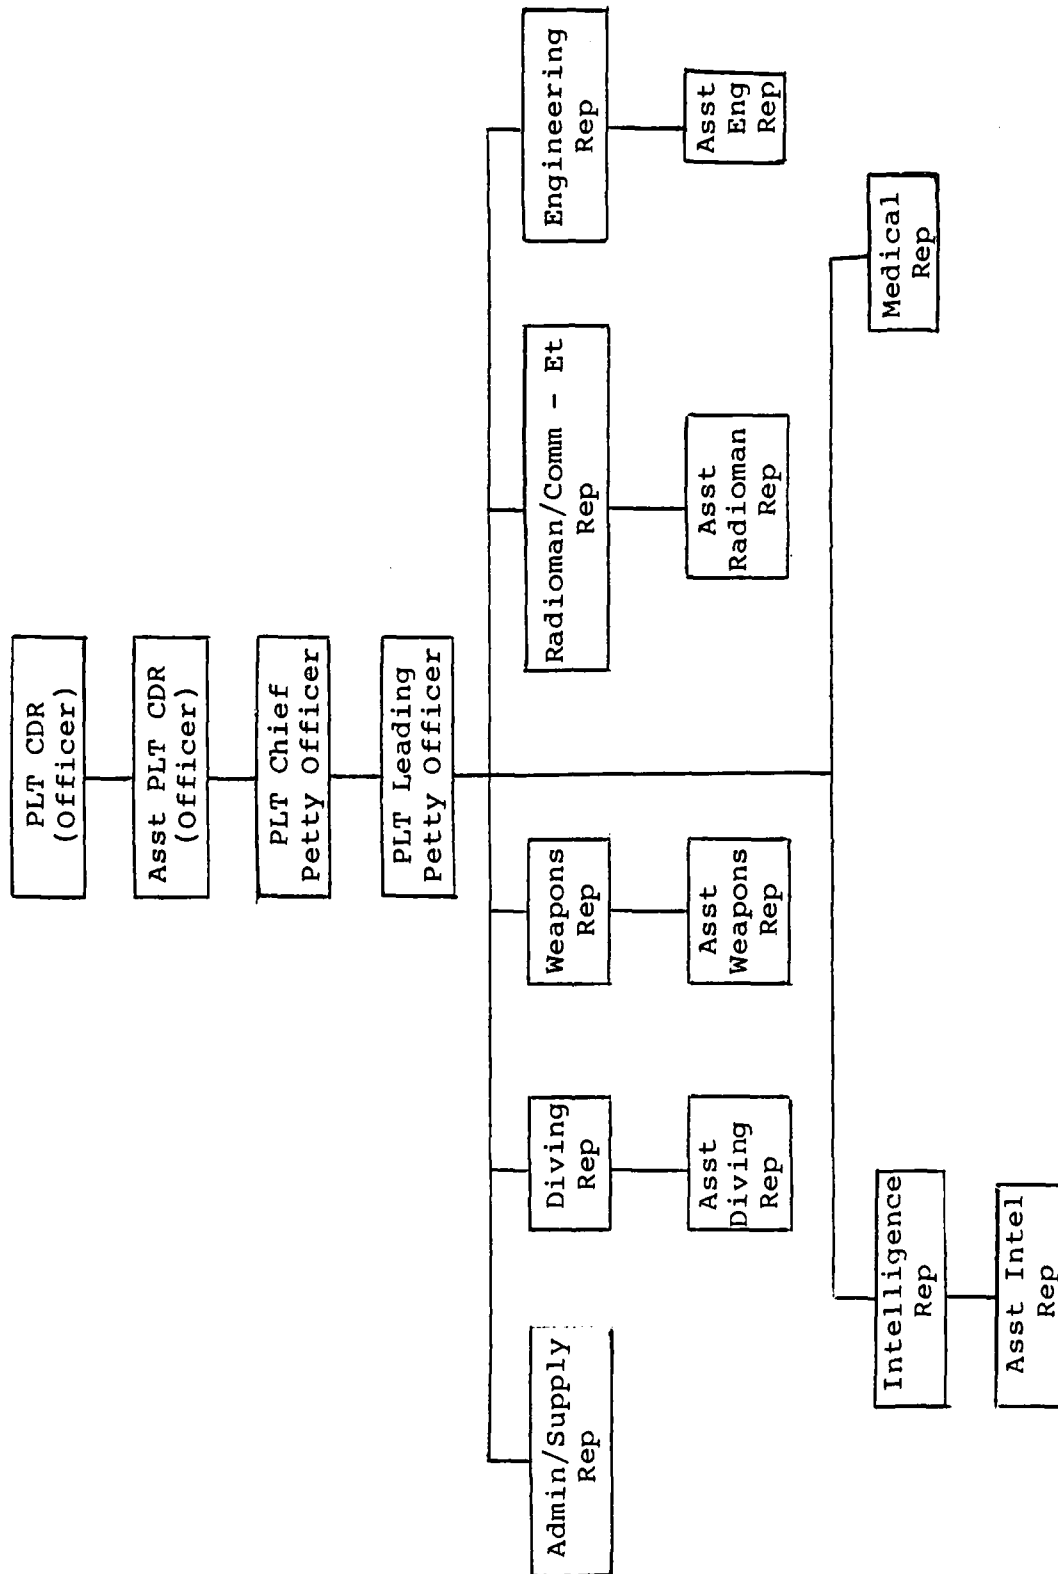 PLT CDR
(Officer)
Asst PLT CDR
(Officer)
PLT Chief
Petty Officer
PLT Leading
Petty Officer
Admin/Supply
Rep
Diving
Rep
Weapons
Rep
Radioman/Comm - Et
Rep
Engineering
Rep
Asst
Diving
Rep
Asst
Weapons
Rep
Asst
Radioman
Rep
Asst
Eng
Rep
Intelligence
Rep
Medical
Rep
Asst Intel
Rep